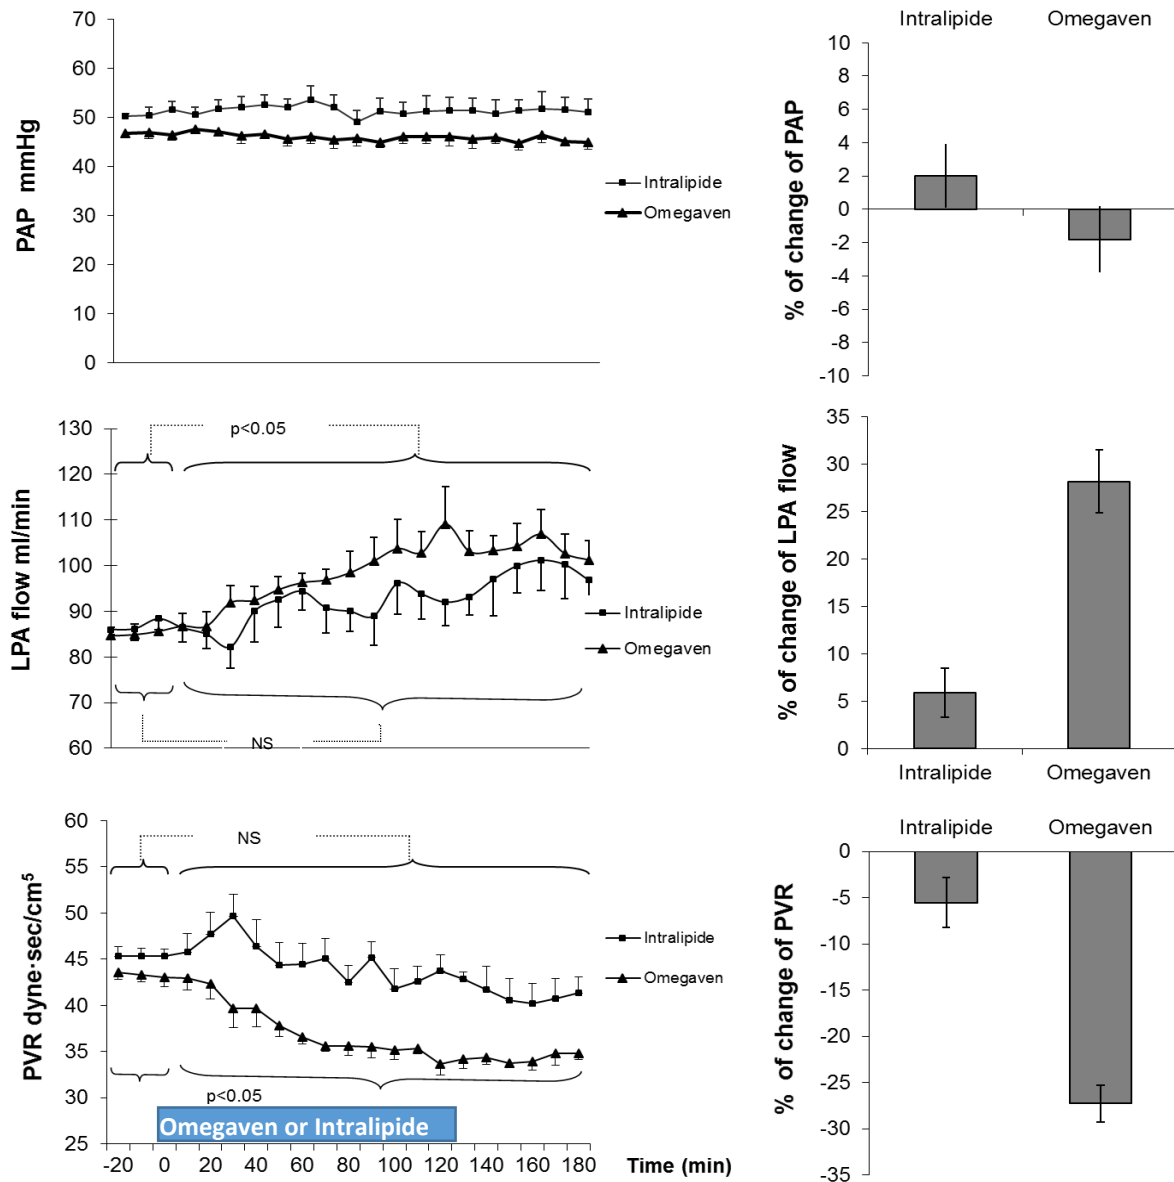 70
60
50
40
30
20
10
0
PAP mmHg
Intralipide
Omegaven
Intralipide Omegaven
10
8
6
4
2
0
-2
-4
-6
-8
-10
% of change of PAP
130
120
110
100
90
80
70
60
LPA flow ml/min
p<0.05
NS
Intralipide
Omegaven
35
30
25
20
15
10
5
0
% of change of LPA flow
Intralipide Omegaven
60
55
50
45
40
35
30
25
PVR dyne·sec/cm⁵
NS
p<0.05
Intralipide
Omegaven
Omegaven or Intralipide
-20 0 20 40 60 80 100 120 140 160 180
Time (min)
Intralipide Omegaven
0
-5
-10
-15
-20
-25
-30
-35
% of change of PVR